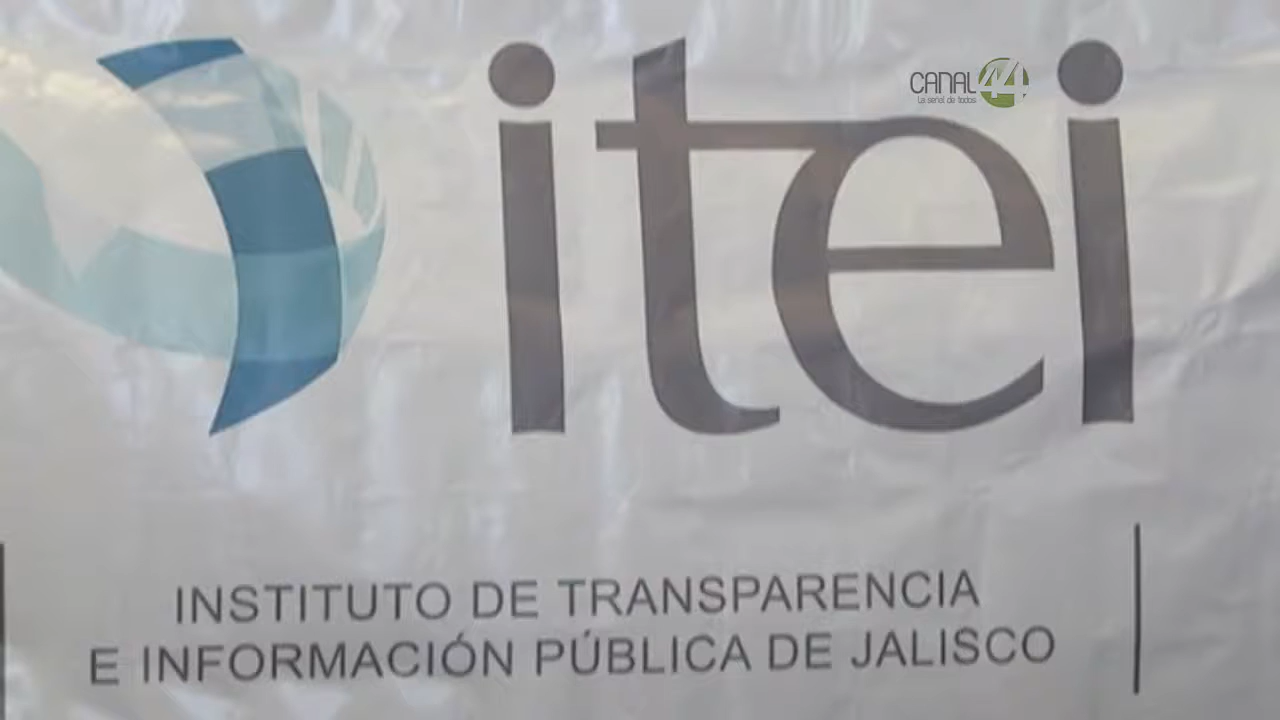 itei
CANAL 44
La señal de todos
INSTITUTO DE TRANSPARENCIA
E INFORMACIÓN PÚBLICA DE JALISCO